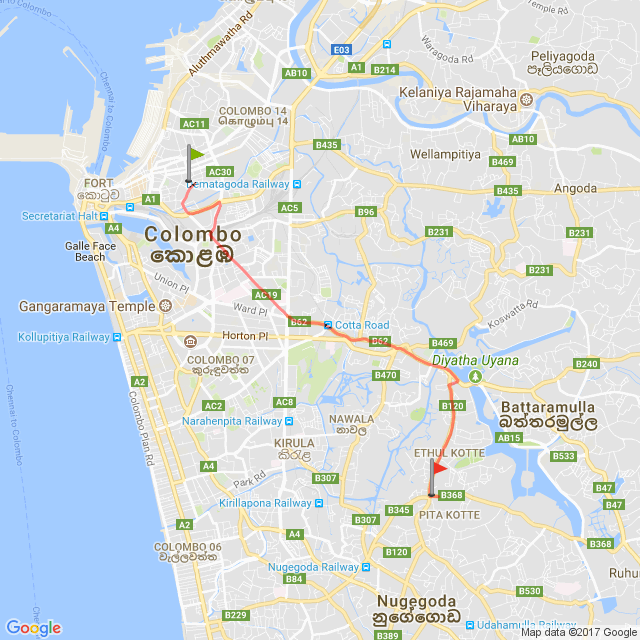 Chennai to Colombo
Aluthmawatha Rd
E03
A1
B214
AB10
Waragoda Rd
Temple Rd
Peliyagoda
පෑලියගොඩ
Kelaniya Rajamaha
Viharaya
COLOMBO 14
கொழும்பு 14
AC11
B435
AB10
Wellampitiya
B469
AC30
Dematagoda Railway
B435
Angoda
FORT
කොටුව
A1
Secretariat Halt
A4
AC5
B96
Galle Face
Beach
Colombo
කොළඹ
B231
B231
B231
Union Pl
AC19
Koswatta Rd
Gangaramaya Temple
Ward Pl
B62
Cotta Road
Kollupitiya Railway
Horton Pl
B62
B469
Diyatha Uyana
COLOMBO 07
කුරුඳුවත්ත
B470
B240
A2
AC2
AC8
B120
Battaramulla
බත්තරමුල්ල
Chennai to Colombo
Colombo Plan Rd
Narahenpita Railway
NAWALA
නාවල
AB15
KIRULA
කිරුළ
ETHUL KOTTE
B533
A4
Park Rd
B307
B368
B47
B47
Kirillapona Railway
B345
B307
PITA KOTTE
A2
A4
B368
COLOMBO 06
වැල්ලවත්ත
B120
Nugegoda Railway
B84
Ruhu
Nugegoda
නුගේගොඩ
B530
B229
Udahamulla Railway
B389
Google
Map data ©2017 Google